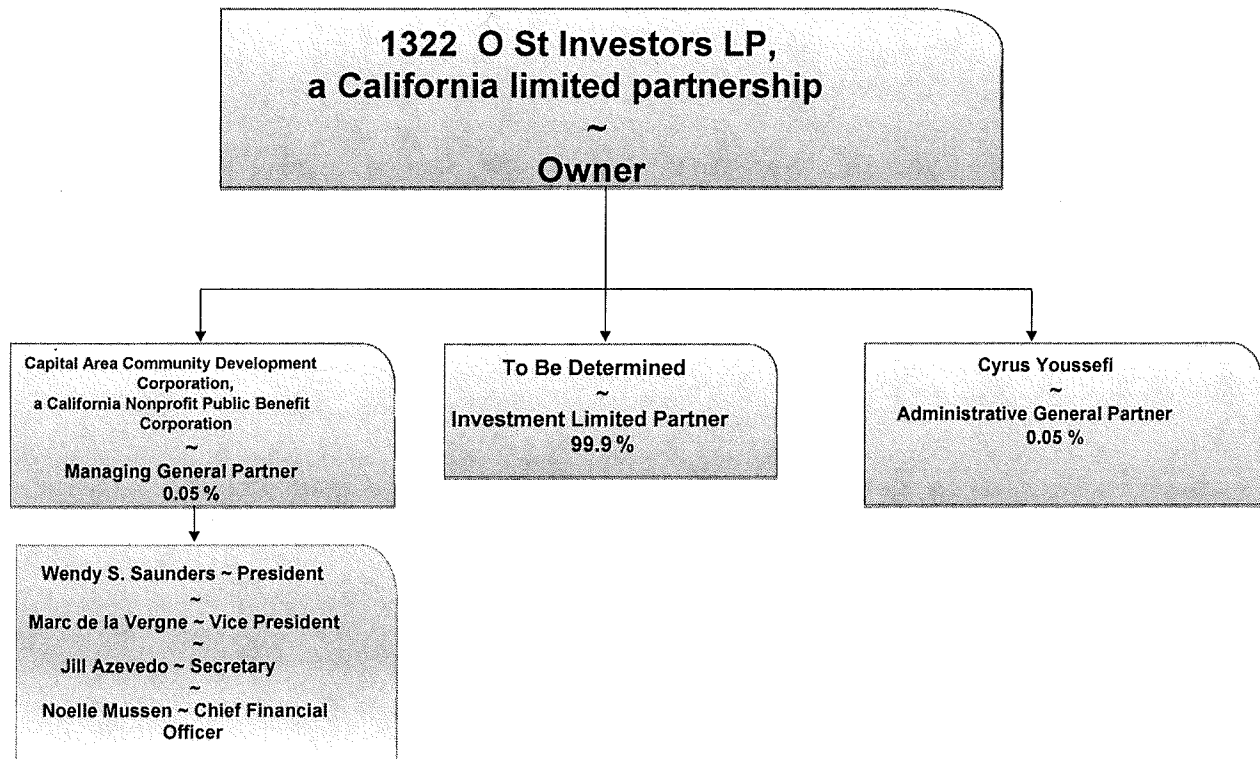 1322 O St Investors LP,
a California limited partnership
~
Owner
Capital Area Community Development
Corporation,
a California Nonprofit Public Benefit
Corporation
~
Managing General Partner
0.05 %
To Be Determined
~
Investment Limited Partner
99.9 %
Cyrus Youssefi
~
Administrative General Partner
0.05 %
Wendy S. Saunders ~ President
~
Marc de la Vergne ~ Vice President
~
Jill Azevedo ~ Secretary
~
Noelle Mussen ~ Chief Financial
Officer